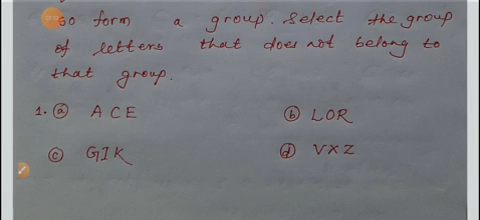 so form a group. Select the group
of letters that does not belong to
that group.
1. ⓐ ACE ⓑ LOR
ⓒ GIK ⓓ VXZ